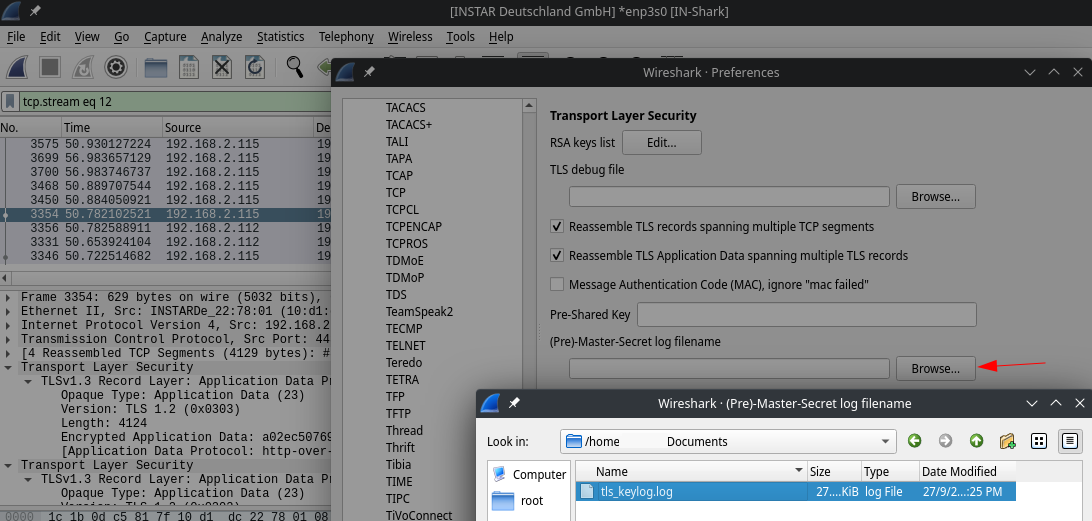 [INSTAR Deutschland GmbH] *enp3s0 [IN-Shark]
File Edit View Go Capture Analyze Statistics Telephony Wireless Tools Help
tcp.stream eq 12
No. Time Source De
3575 50.930127224 192.168.2.115 19
3699 56.983657129 192.168.2.112 19
3700 56.983746737 192.168.2.115 19
3468 50.889707544 192.168.2.115 19
3450 50.884050921 192.168.2.115 19
3354 50.782102521 192.168.2.115 19
3356 50.782588911 192.168.2.112 19
3331 50.653924104 192.168.2.112 19
3346 50.722514682 192.168.2.115 19
Frame 3354: 629 bytes on wire (5032 bits),
Ethernet II, Src: INSTARDe_22:78:01 (10:d1:
Internet Protocol Version 4, Src: 192.168.2
Transmission Control Protocol, Src Port: 44
[4 Reassembled TCP Segments (4129 bytes): #
Transport Layer Security
TLSv1.3 Record Layer: Application Data Pr
Opaque Type: Application Data (23)
Version: TLS 1.2 (0x0303)
Length: 4124
Encrypted Application Data: a02ec50769
[Application Data Protocol: http-over-
Transport Layer Security
TLSv1.3 Record Layer: Application Data Pr
Opaque Type: Application Data (23)
Version: TLS 1.2 (0x0303)
0000 1c 1b 0d c5 81 7f 10 d1 dc 22 78 01 08
Wireshark · Preferences
TACACS
TACACS+
TALI
TAPA
TCAP
TCP
TCPCL
TCPENCAP
TCPROS
TDMoE
TDMoP
TDS
TeamSpeak2
TECMP
TELNET
Teredo
TETRA
TFP
TFTP
Thread
Thrift
Tibia
TIME
TIPC
TiVoConnect
Transport Layer Security
RSA keys list Edit...
TLS debug file
Browse...
Reassemble TLS records spanning multiple TCP segments
Reassemble TLS Application Data spanning multiple TLS records
Message Authentication Code (MAC), ignore "mac failed"
Pre-Shared Key
(Pre)-Master-Secret log filename
Browse...
Wireshark · (Pre)-Master-Secret log filename
Look in: /home Documents
Computer
root
Name Size Type Date Modified
tls_keylog.log 27....KiB log File 27/9/2...:25 PM